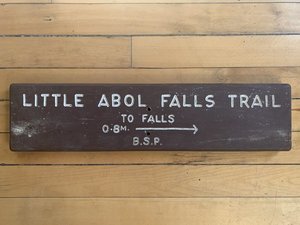 LITTLE ABOL FALLS TRAIL
TO FALLS
0.8M.
B.S.P.